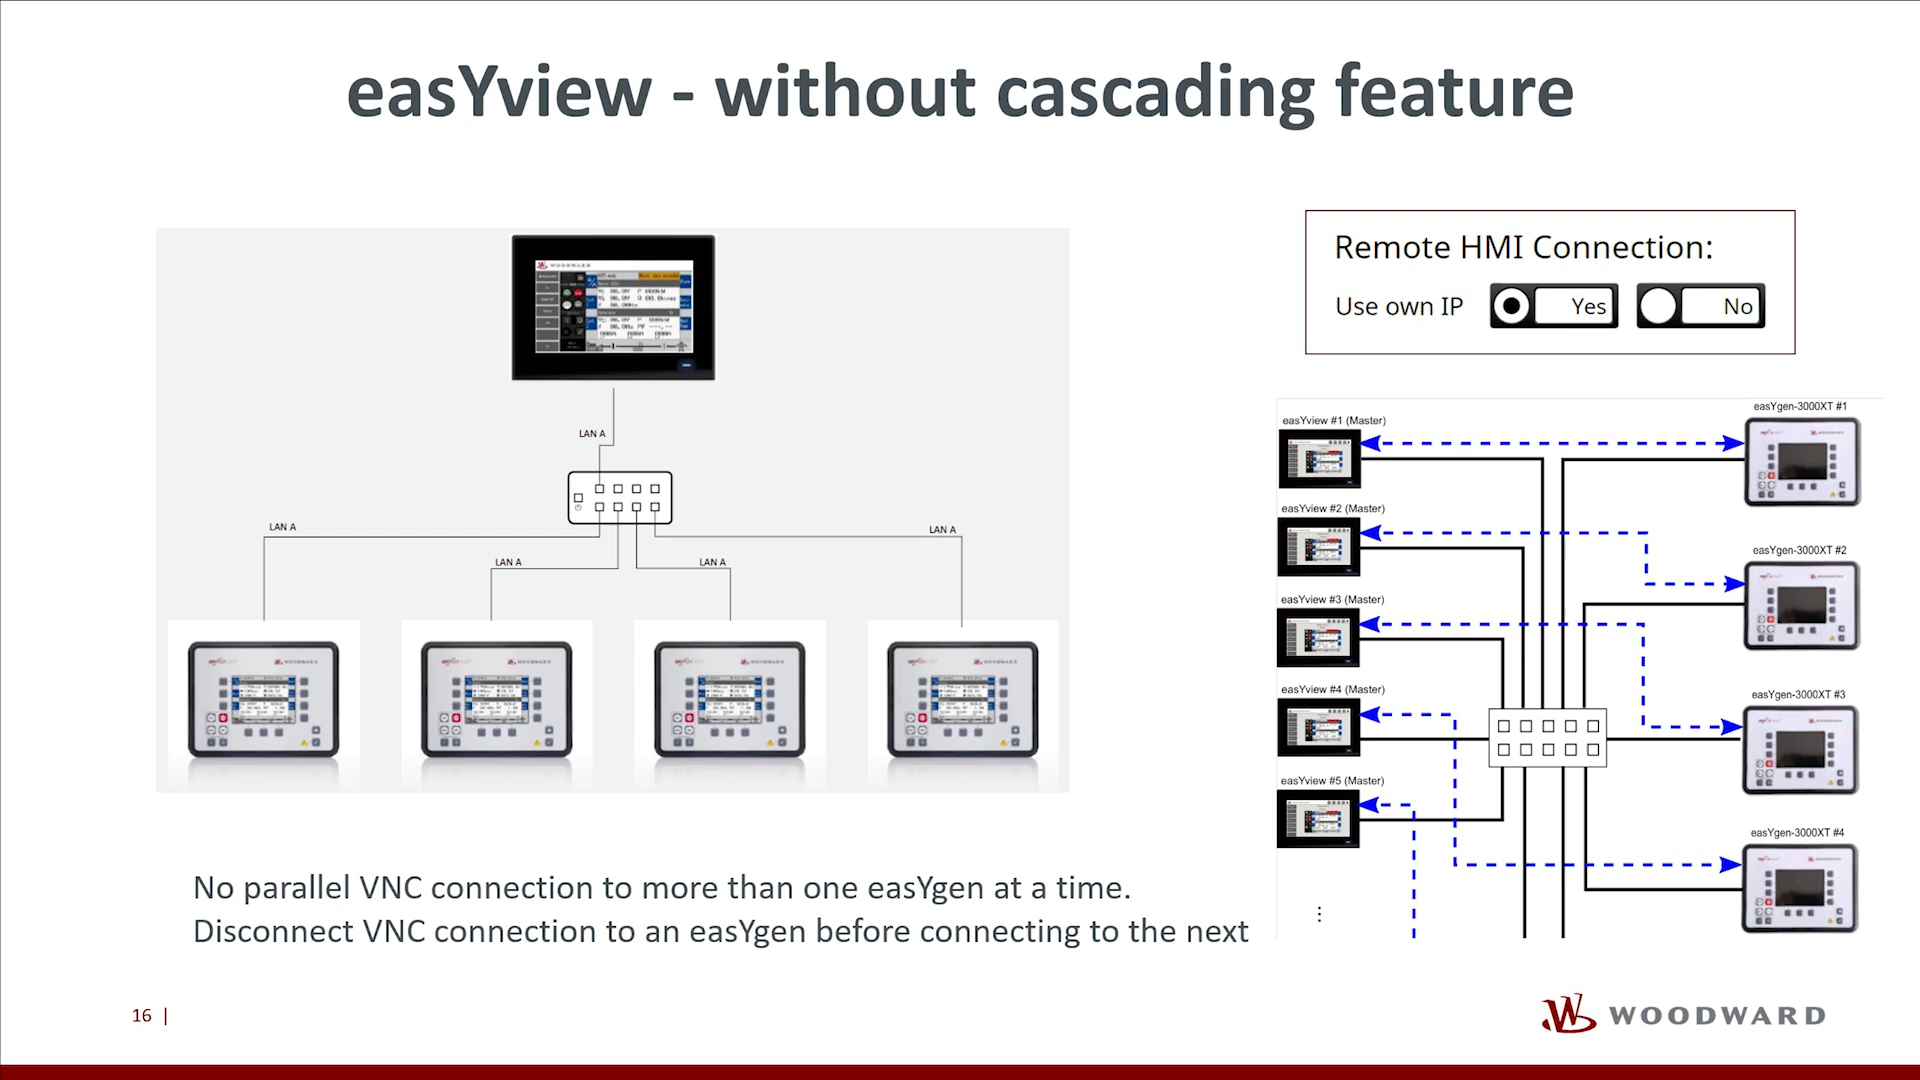 easYview - without cascading feature
Remote HMI Connection:
Use own IP Yes No
LAN A
LAN A
LAN A
LAN A
LAN A
easYview #1 (Master)
easYview #2 (Master)
easYview #3 (Master)
easYview #4 (Master)
easYview #5 (Master)
easYgen-3000XT #1
easYgen-3000XT #2
easYgen-3000XT #3
easYgen-3000XT #4
No parallel VNC connection to more than one easYgen at a time.
Disconnect VNC connection to an easYgen before connecting to the next
16 |
WOODWARD